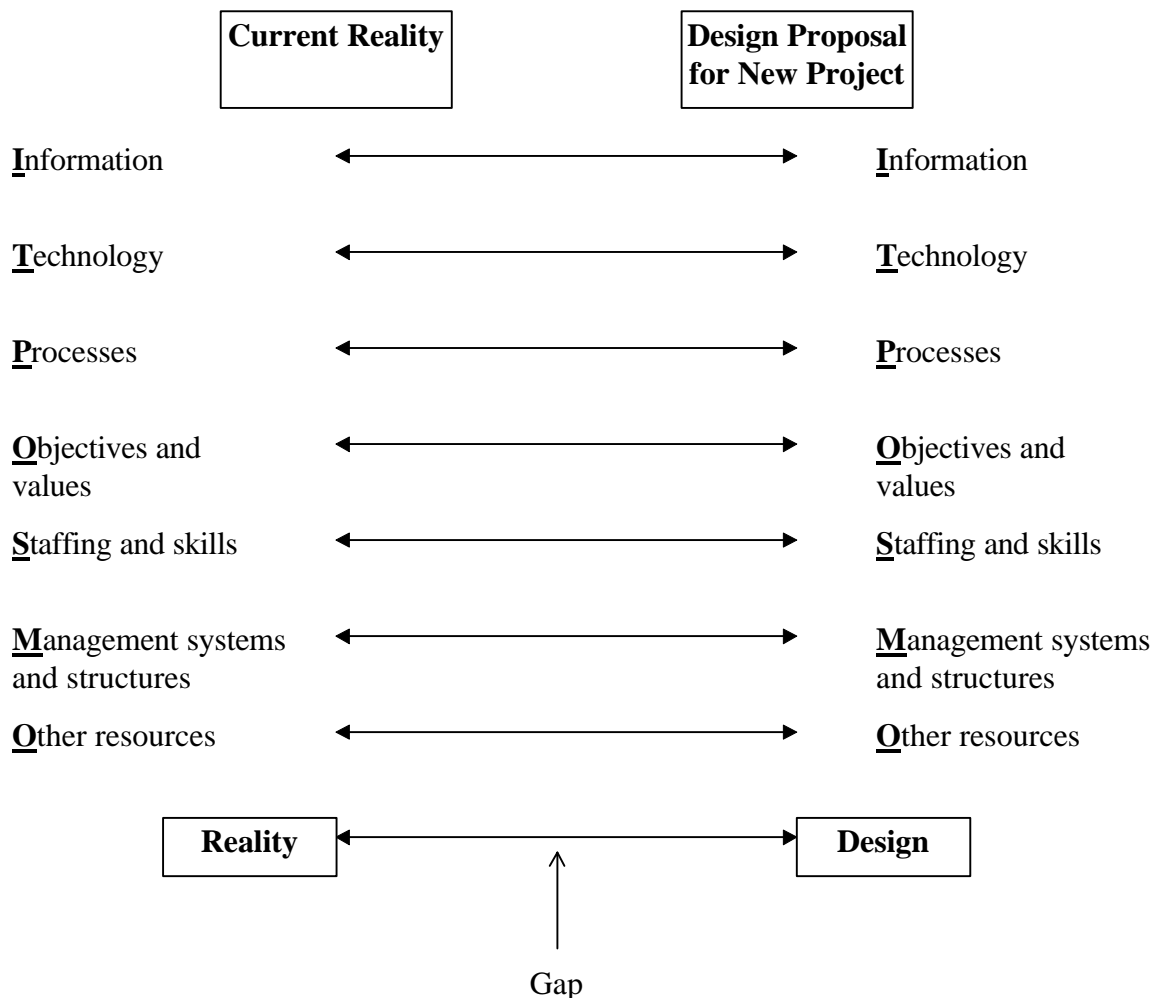 Current Reality
Design Proposal
for New Project
Information
Information
Technology
Technology
Processes
Processes
Objectives and
values
Objectives and
values
Staffing and skills
Staffing and skills
Management systems
and structures
Management systems
and structures
Other resources
Other resources
Reality
Design
Gap